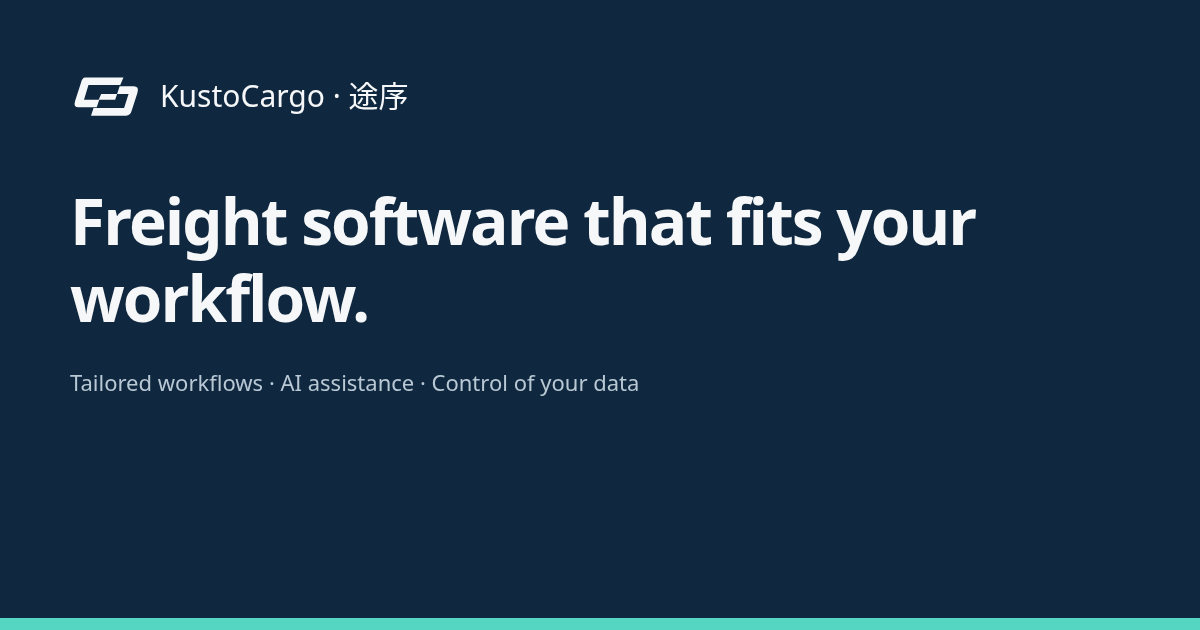 KustoCargo · 途序
Freight software that fits your
workflow.
Tailored workflows · AI assistance · Control of your data